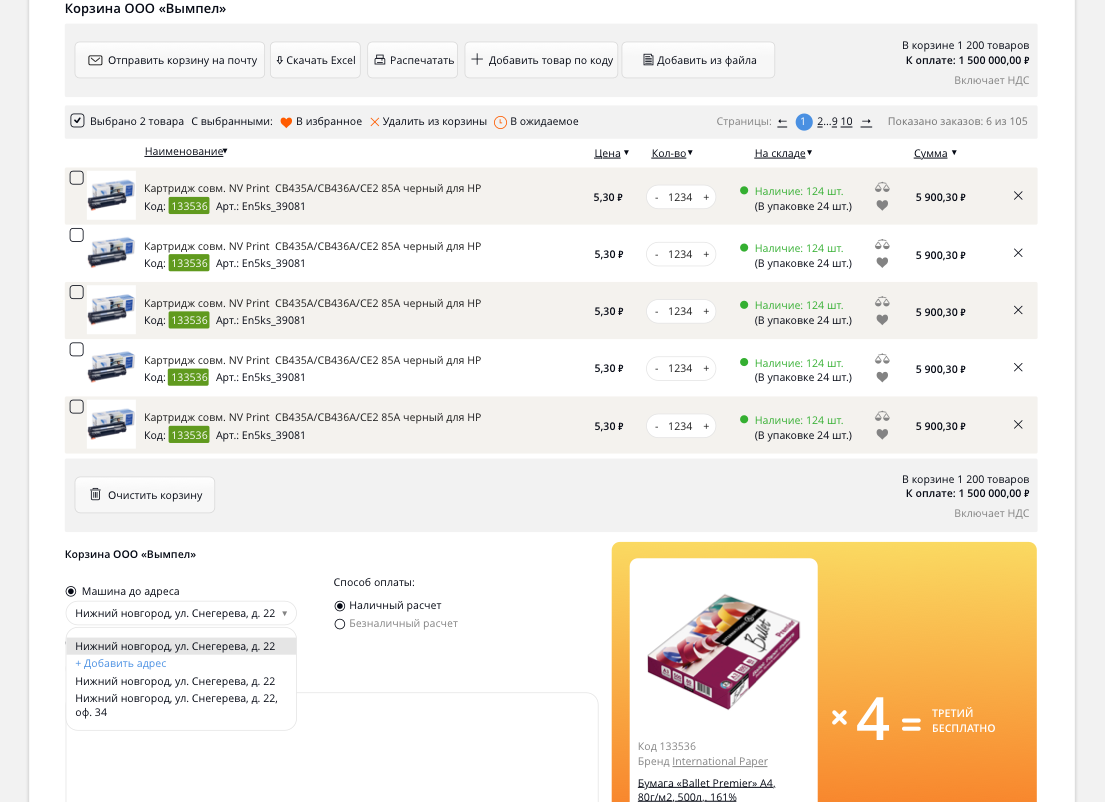 Корзина ООО «Вымпел»
Отправить корзину на почту Скачать Excel Распечатать Добавить товар по коду Добавить из файла
В корзине 1 200 товаров
К оплате: 1 500 000,00 ₽
Включает НДС
Выбрано 2 товара С выбранными: В избранное Удалить из корзины В ожидаемое Страницы: ← 1 2...9 10 → Показано заказов: 6 из 105
Наименование▼ Цена ▼ Кол-во▼ На складе▼ Сумма ▼
Картридж совм. NV Print CB435A/CB436A/CE2 85A черный для HP
Код: 133536 Арт.: En5ks_39081
5,30 ₽ - 1234 +
Наличие: 124 шт.
(В упаковке 24 шт.)
5 900,30 ₽
Картридж совм. NV Print CB435A/CB436A/CE2 85A черный для HP
Код: 133536 Арт.: En5ks_39081
5,30 ₽ - 1234 +
Наличие: 124 шт.
(В упаковке 24 шт.)
5 900,30 ₽
Картридж совм. NV Print CB435A/CB436A/CE2 85A черный для HP
Код: 133536 Арт.: En5ks_39081
5,30 ₽ - 1234 +
Наличие: 124 шт.
(В упаковке 24 шт.)
5 900,30 ₽
Картридж совм. NV Print CB435A/CB436A/CE2 85A черный для HP
Код: 133536 Арт.: En5ks_39081
5,30 ₽ - 1234 +
Наличие: 124 шт.
(В упаковке 24 шт.)
5 900,30 ₽
Картридж совм. NV Print CB435A/CB436A/CE2 85A черный для HP
Код: 133536 Арт.: En5ks_39081
5,30 ₽ - 1234 +
Наличие: 124 шт.
(В упаковке 24 шт.)
5 900,30 ₽
Очистить корзину
В корзине 1 200 товаров
К оплате: 1 500 000,00 ₽
Включает НДС
Корзина ООО «Вымпел»
Машина до адреса
Нижний новгород, ул. Снегерева, д. 22 ▼
Нижний новгород, ул. Снегерева, д. 22
+ Добавить адрес
Нижний новгород, ул. Снегерева, д. 22
Нижний новгород, ул. Снегерева, д. 22,
оф. 34
Способ оплаты:
Наличный расчет
Безналичный расчет
Ballet
Premier
Код 133536
Бренд International Paper
Бумага «Ballet Premier» А4,
80г/м2, 500л., 161%
× 4 =
ТРЕТИЙ
БЕСПЛАТНО